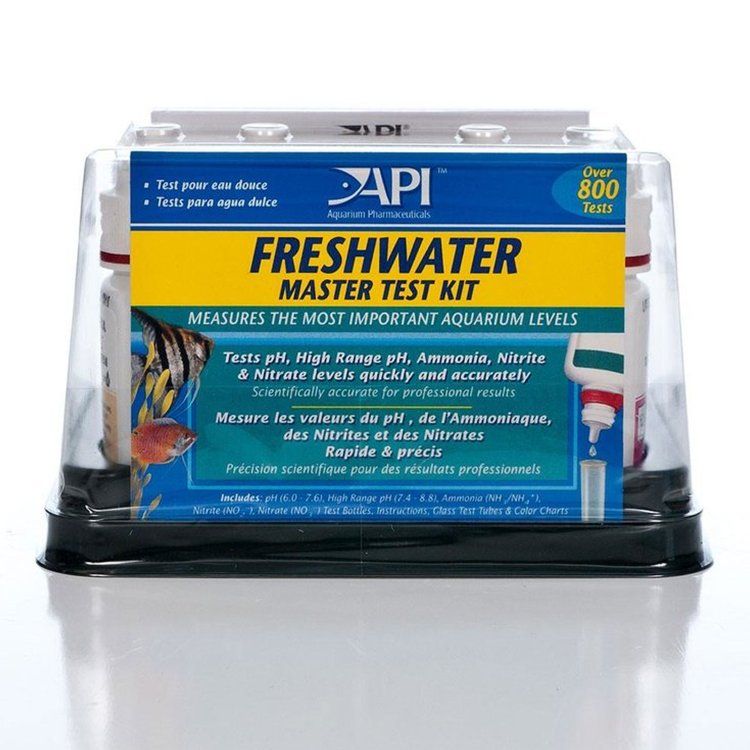 API
• Test pour eau douce
• Tests para agua dulce
API™
Aquarium Pharmaceuticals
Over
800
Tests
FRESHWATER
MASTER TEST KIT
MEASURES THE MOST IMPORTANT AQUARIUM LEVELS
Tests pH, High Range pH, Ammonia, Nitrite
& Nitrate levels quickly and accurately
Scientifically accurate for professional results
Mesure les valeurs du pH , de l'Ammoniaque,
des Nitrites et des Nitrates
Rapide & précis
Précision scientifique pour des résultats professionnels
Includes: pH (6.0 - 7.6), High Range pH (7.4 - 8.8), Ammonia (NH₃/NH₄⁺),
Nitrite (NO₂⁻), Nitrate (NO₃⁻) Test Bottles, Instructions, Glass Test Tubes & Color Charts